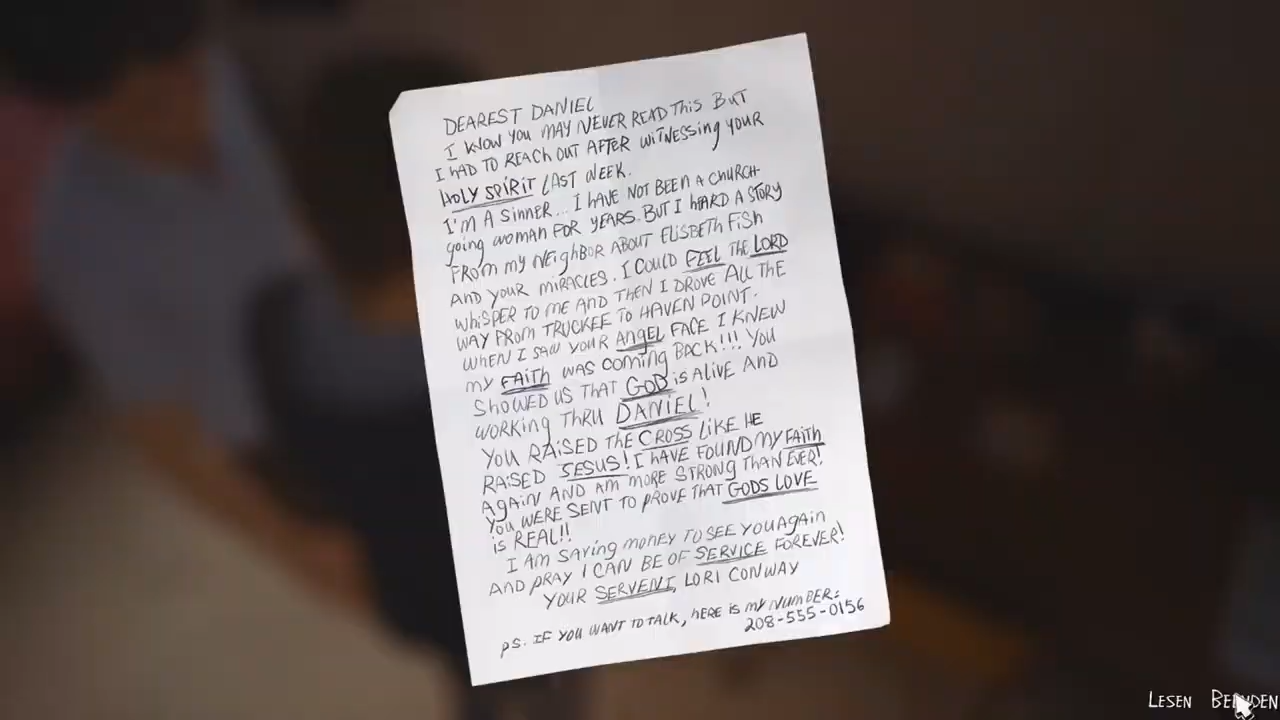 DEAREST DANIEL
I KNOW YOU MAY NEVER READ THIS BUT
I HAD TO REACH OUT AFTER WITNESSING YOUR
HOLY SPIRIT LAST WEEK.
I'M A SINNER... I HAVE NOT BEEN A CHURCH-
going WOMAN FOR YEARS. BUT I HEARD A STORY
FROM MY NEIGHBOR ABOUT ELISBETH FISH
AND YOUR MIRACLES. I COULD FEEL THE LORD
WHISPER TO ME AND THEN I DROVE ALL THE
WAY FROM TRUCKEE TO HAVEN POINT.
WHEN I SAW YOUR ANGEL FACE I KNEW
MY FAITH WAS COMING BACK!!! YOU
SHOWED US THAT GOD is ALIVE AND
WORKING THRU DANIEL!
YOU RAISED THE CROSS LIKE HE
RAISED JESUS! I HAVE FOUND MY FAITH
AGAIN AND AM MORE STRONG THAN EVER!
YOU WERE SENT TO PROVE THAT GODS LOVE
is REAL!!
I AM SAVING MONEY TO SEE YOU AGAIN
AND PRAY I CAN BE OF SERVICE FOREVER!
YOUR SERVENT, LORI CONWAY
PS. IF YOU WANT TO TALK, HERE IS MY NUMBER:
208-555-0156
LESEN BEENDEN